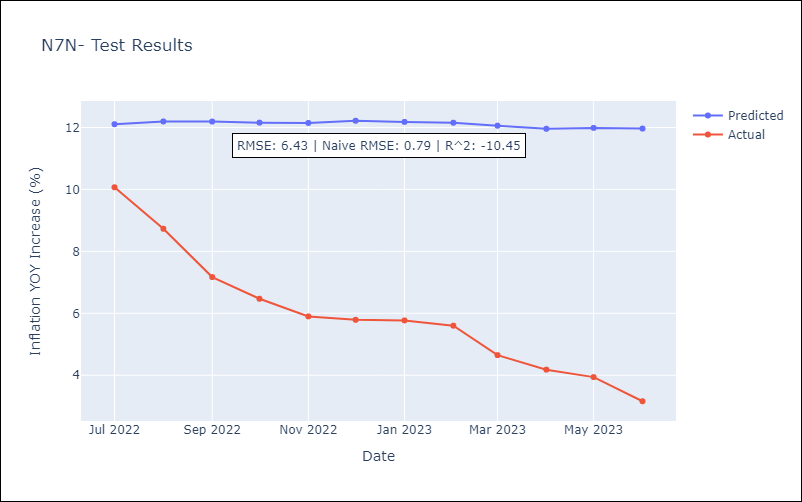 N7N- Test Results
Predicted
Actual
RMSE: 6.43 | Naive RMSE: 0.79 | R^2: -10.45
Inflation YOY Increase (%)
12
10
8
6
4
Jul 2022
Sep 2022
Nov 2022
Jan 2023
Mar 2023
May 2023
Date